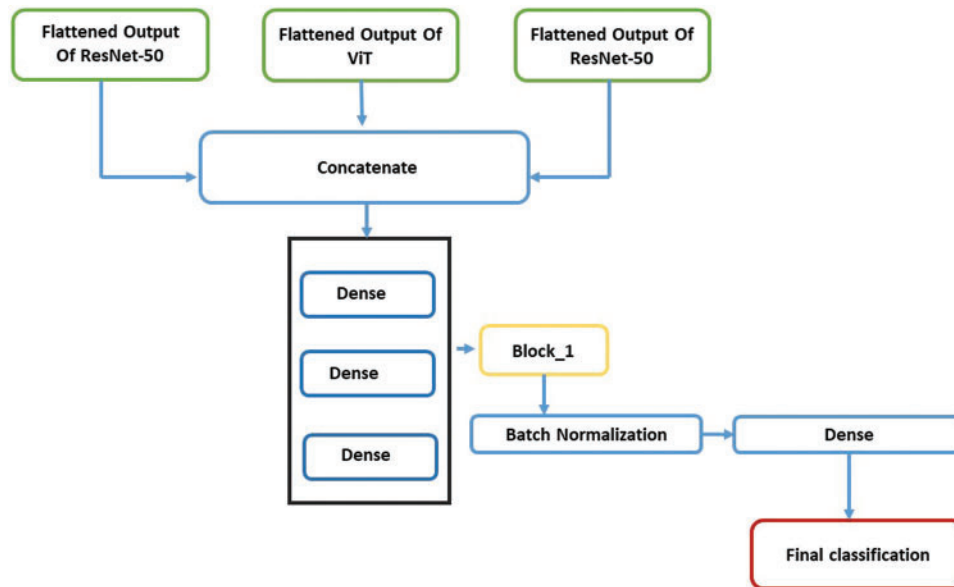 Flattened Output
Of ResNet-50
Flattened Output Of
ViT
Flattened Output Of
ResNet-50
Concatenate
Dense
Dense
Dense
Block_1
Batch Normalization
Dense
Final classification